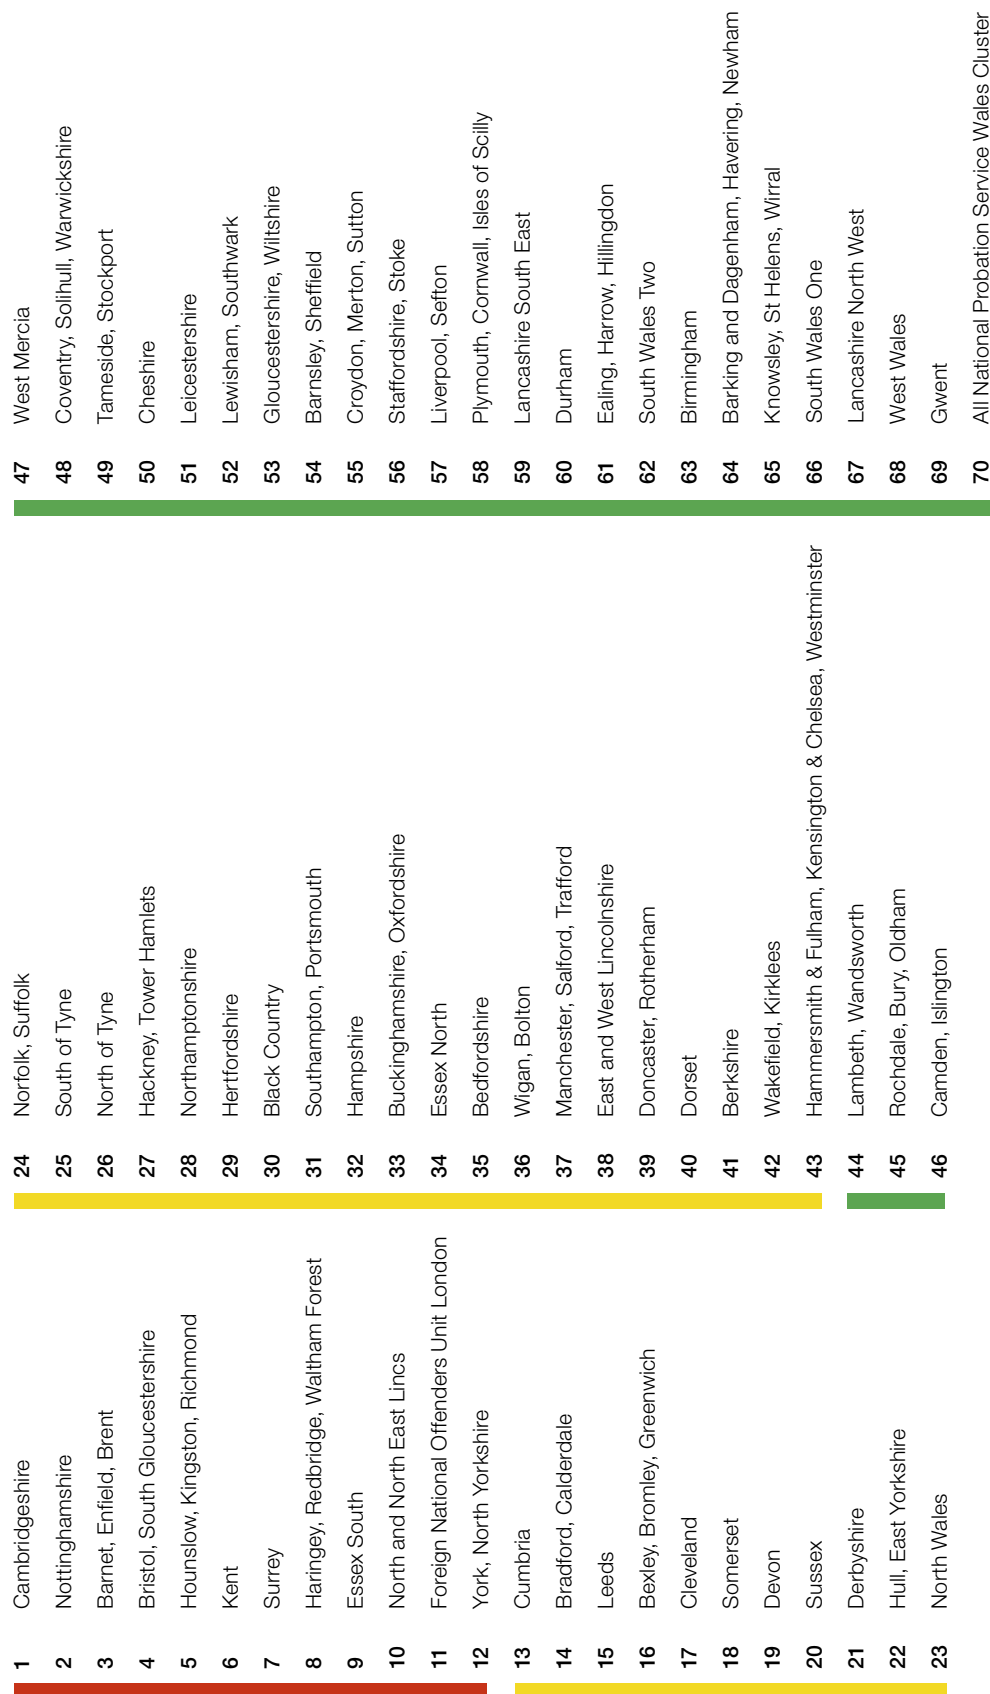 1 Cambridgeshire
2 Nottinghamshire
3 Barnet, Enfield, Brent
4 Bristol, South Gloucestershire
5 Hounslow, Kingston, Richmond
6 Kent
7 Surrey
8 Haringey, Redbridge, Waltham Forest
9 Essex South
10 North and North East Lincs
11 Foreign National Offenders Unit London
12 York, North Yorkshire
13 Cumbria
14 Bradford, Calderdale
15 Leeds
16 Bexley, Bromley, Greenwich
17 Cleveland
18 Somerset
19 Devon
20 Sussex
21 Derbyshire
22 Hull, East Yorkshire
23 North Wales
24 Norfolk, Suffolk
25 South of Tyne
26 North of Tyne
27 Hackney, Tower Hamlets
28 Northamptonshire
29 Hertfordshire
30 Black Country
31 Southampton, Portsmouth
32 Hampshire
33 Buckinghamshire, Oxfordshire
34 Essex North
35 Bedfordshire
36 Wigan, Bolton
37 Manchester, Salford, Trafford
38 East and West Lincolnshire
39 Doncaster, Rotherham
40 Dorset
41 Berkshire
42 Wakefield, Kirklees
43 Hammersmith & Fulham, Kensington & Chelsea, Westminster
44 Lambeth, Wandsworth
45 Rochdale, Bury, Oldham
46 Camden, Islington
47 West Mercia
48 Coventry, Solihull, Warwickshire
49 Tameside, Stockport
50 Cheshire
51 Leicestershire
52 Lewisham, Southwark
53 Gloucestershire, Wiltshire
54 Barnsley, Sheffield
55 Croydon, Merton, Sutton
56 Staffordshire, Stoke
57 Liverpool, Sefton
58 Plymouth, Cornwall, Isles of Scilly
59 Lancashire South East
60 Durham
61 Ealing, Harrow, Hillingdon
62 South Wales Two
63 Birmingham
64 Barking and Dagenham, Havering, Newham
65 Knowsley, St Helens, Wirral
66 South Wales One
67 Lancashire North West
68 West Wales
69 Gwent
70 All National Probation Service Wales Cluster